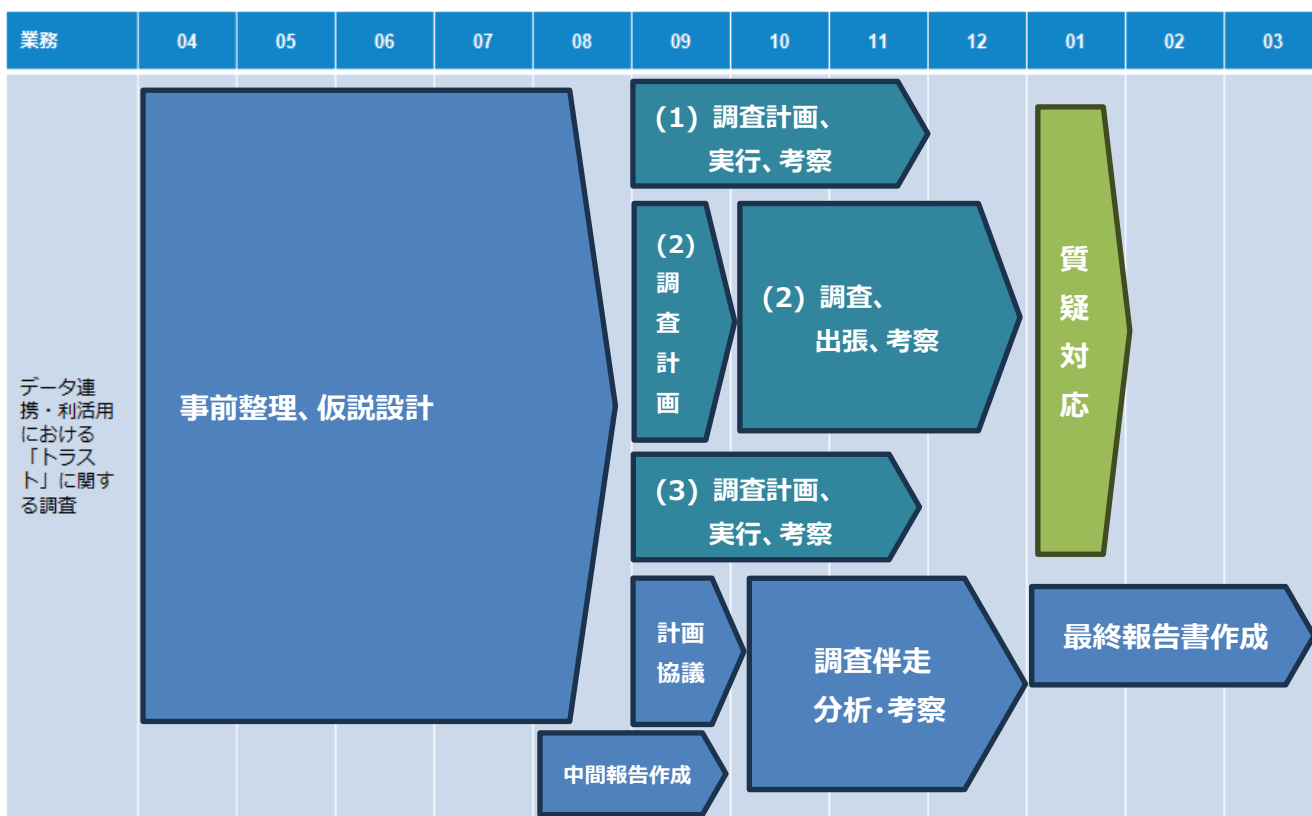 業務 04 05 06 07 08 09 10 11 12 01 02 03
データ連
携・利活用
における
「トラス
ト」に関す
る調査
事前整理、仮説設計
(1) 調査計画、
実行、考察
(2)
調
査
計
画
(2) 調査、
出張、考察
(3) 調査計画、
実行、考察
計画
協議
中間報告作成
調査伴走
分析・考察
質
疑
対
応
最終報告書作成